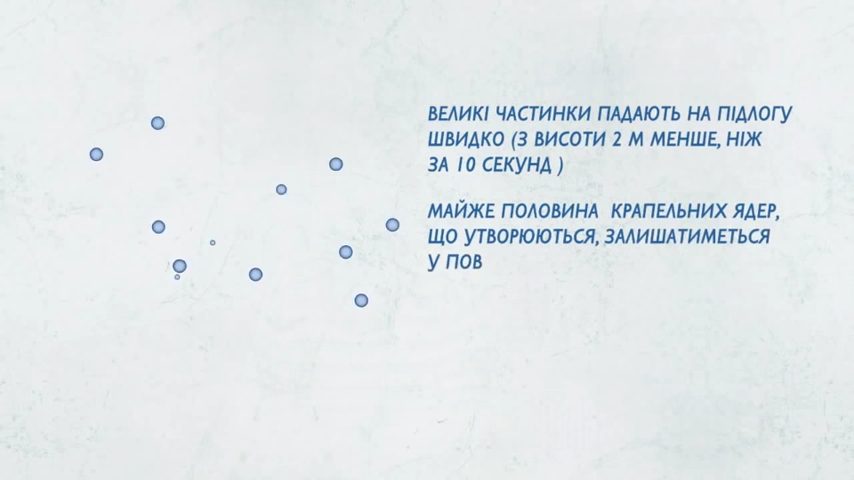 ВЕЛИКІ ЧАСТИНКИ ПАДАЮТЬ НА ПІДЛОГУ
ШВИДКО (З ВИСОТИ 2 М МЕНШЕ, НІЖ
ЗА 10 СЕКУНД )
МАЙЖЕ ПОЛОВИНА КРАПЕЛЬНИХ ЯДЕР,
ЩО УТВОРЮЮТЬСЯ, ЗАЛИШАТИМЕТЬСЯ
У ПОВ